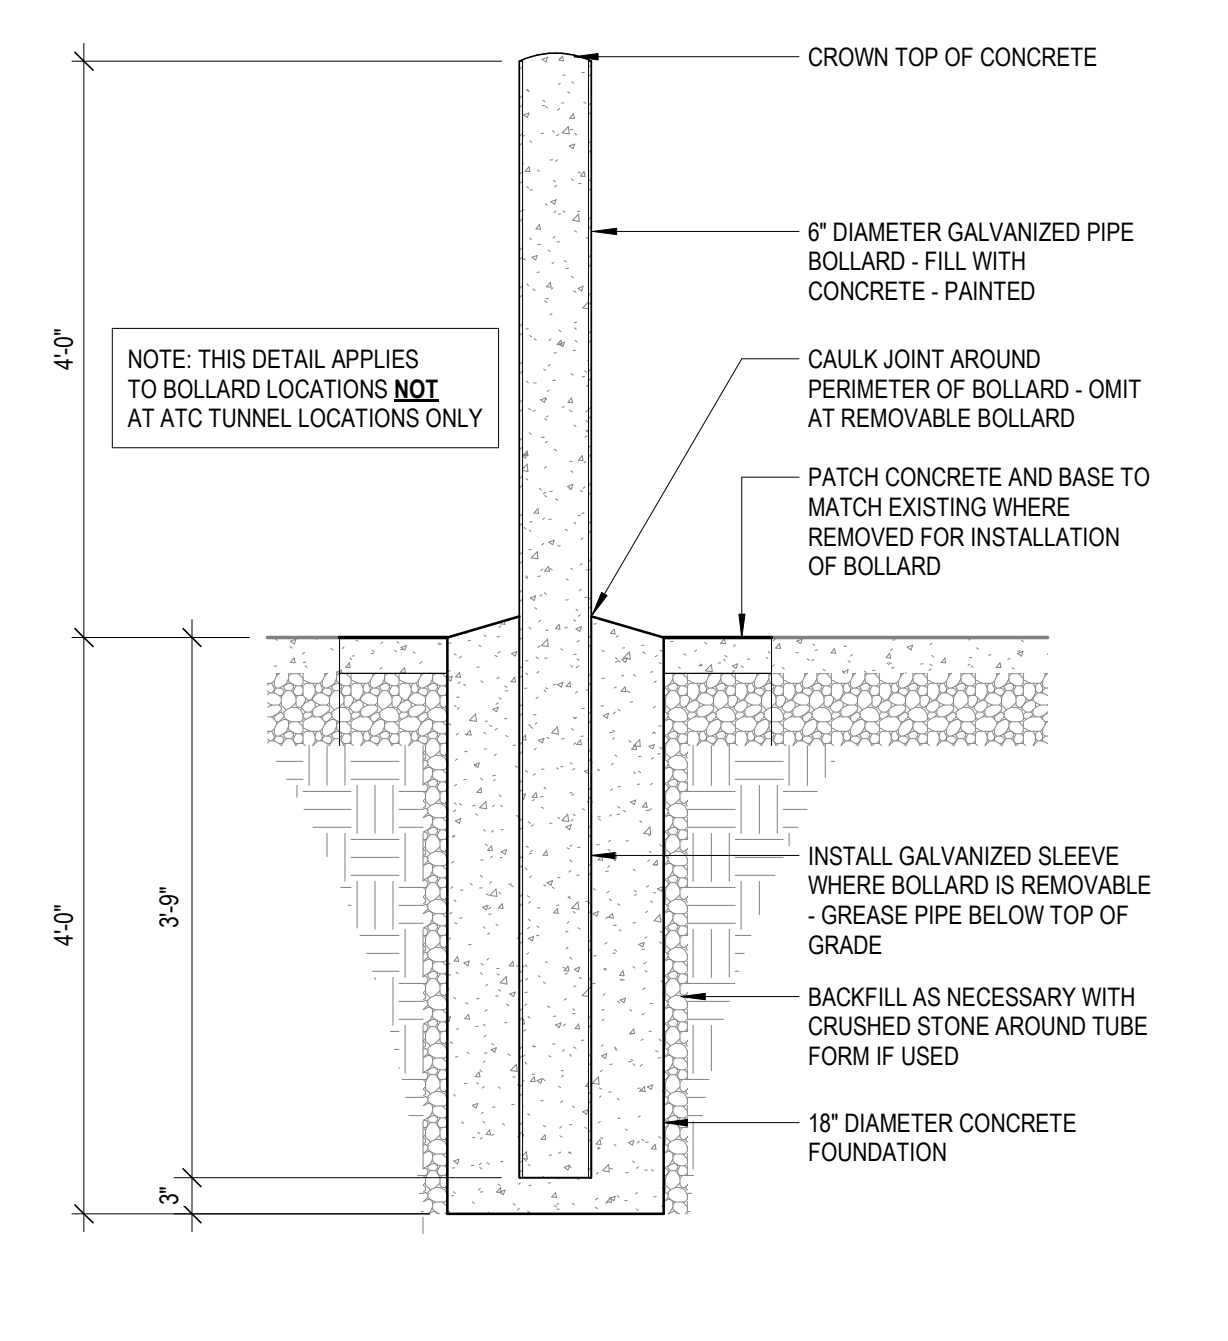 CROWN TOP OF CONCRETE
6" DIAMETER GALVANIZED PIPE
BOLLARD - FILL WITH
CONCRETE - PAINTED
4'-0"
NOTE: THIS DETAIL APPLIES
TO BOLLARD LOCATIONS NOT
AT ATC TUNNEL LOCATIONS ONLY
CAULK JOINT AROUND
PERIMETER OF BOLLARD - OMIT
AT REMOVABLE BOLLARD
PATCH CONCRETE AND BASE TO
MATCH EXISTING WHERE
REMOVED FOR INSTALLATION
OF BOLLARD
4'-0"
3'-9"
INSTALL GALVANIZED SLEEVE
WHERE BOLLARD IS REMOVABLE
- GREASE PIPE BELOW TOP OF
GRADE
BACKFILL AS NECESSARY WITH
CRUSHED STONE AROUND TUBE
FORM IF USED
18" DIAMETER CONCRETE
FOUNDATION
3"